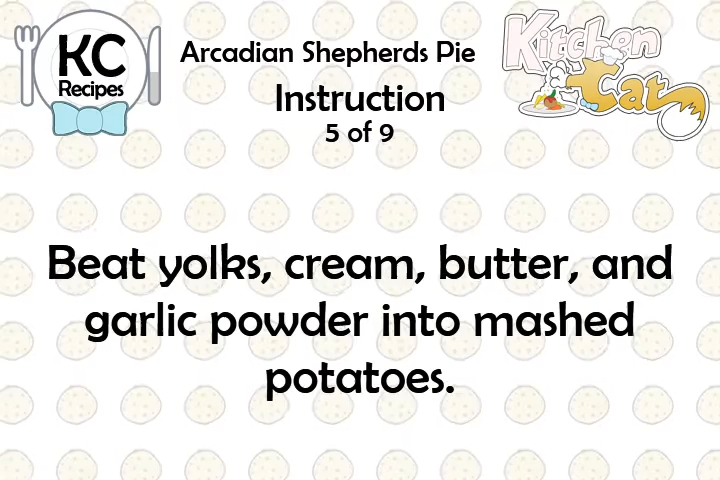 KC
Recipes
Arcadian Shepherds Pie
Instruction
5 of 9
Kitchen
Cat
Beat yolks, cream, butter, and
garlic powder into mashed
potatoes.